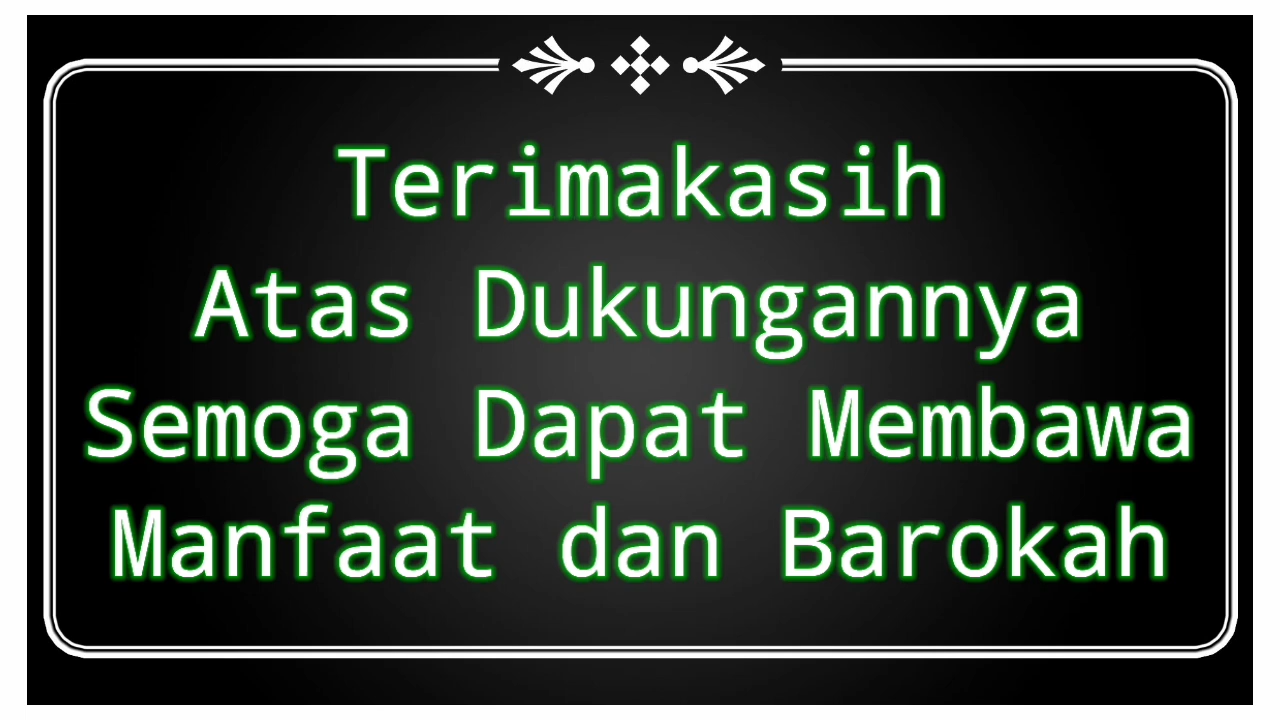 Terimakasih
Atas Dukungannya
Semoga Dapat Membawa
Manfaat dan Barokah